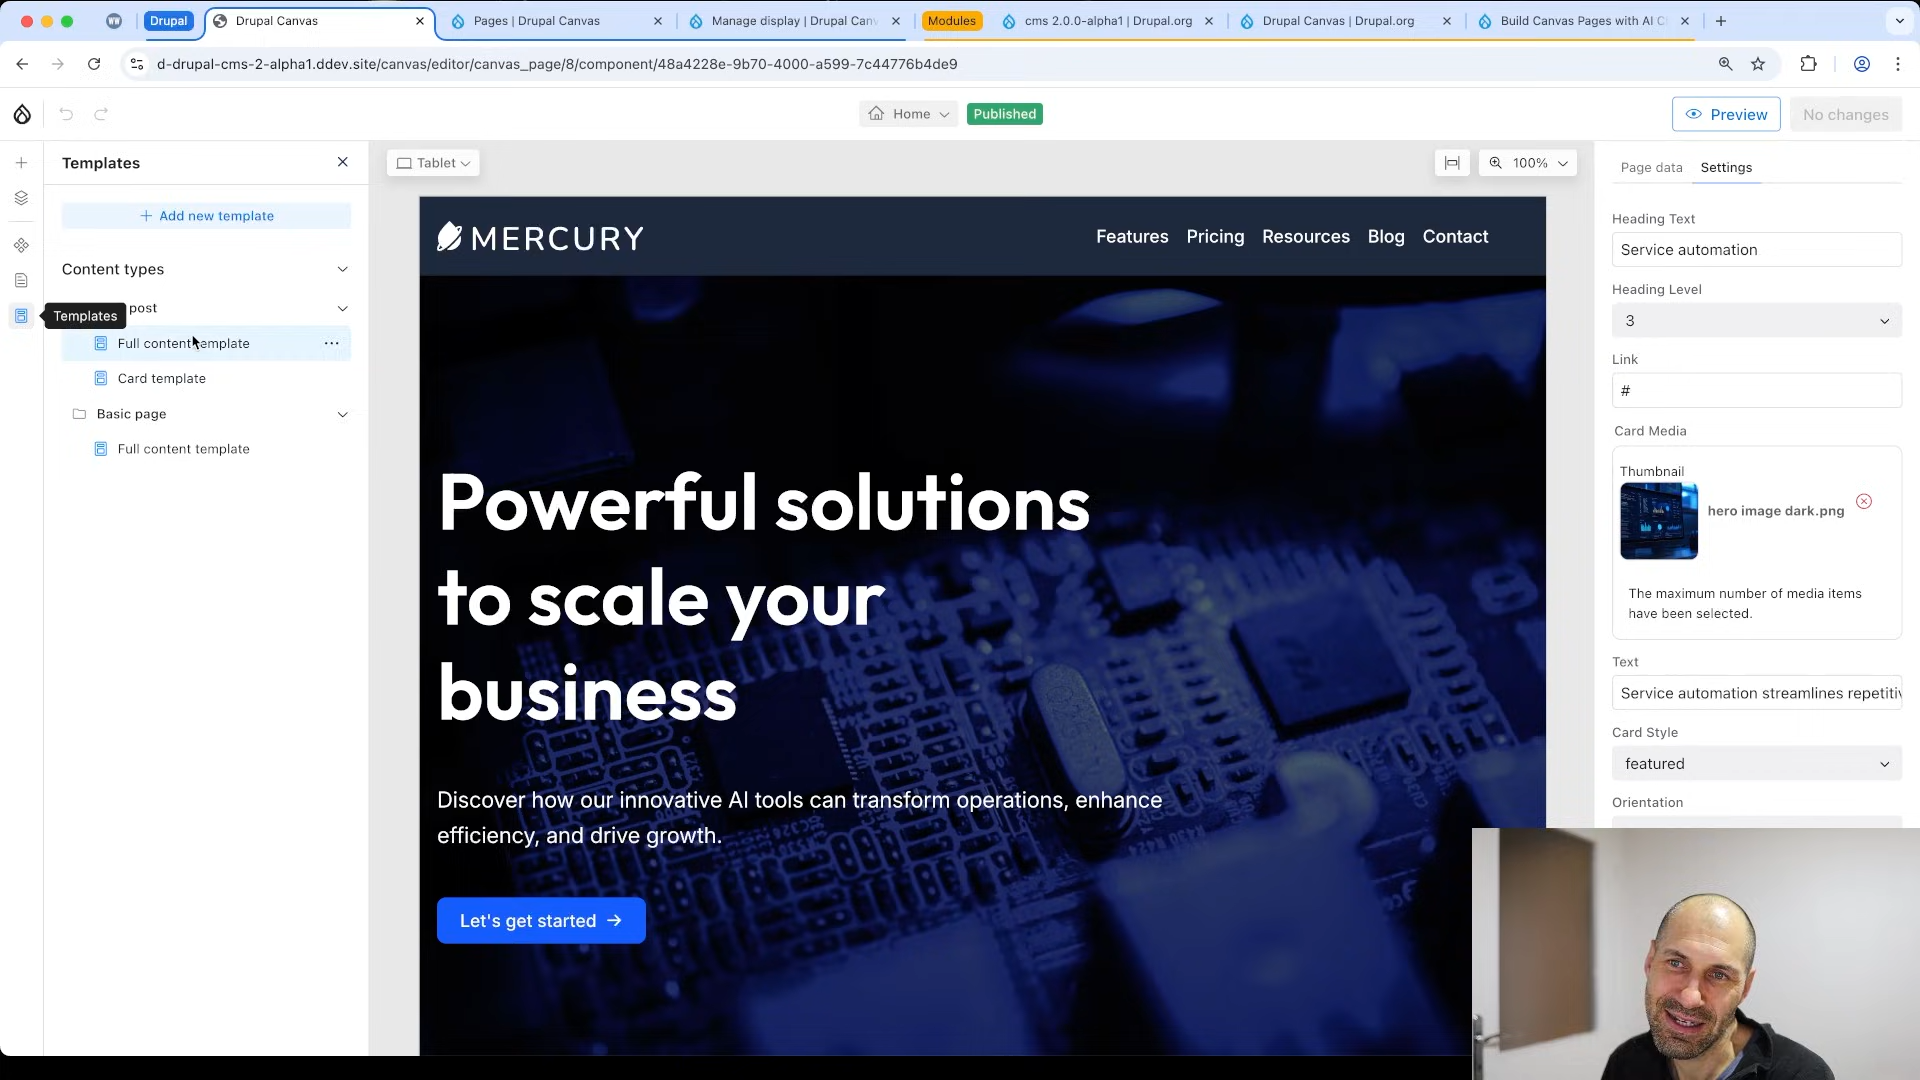 Drupal
Drupal Canvas
Pages | Drupal Canvas
Manage display | Drupal Can
Modules
cms 2.0.0-alpha1 | Drupal.org
Drupal Canvas | Drupal.org
Build Canvas Pages with AI C
d-drupal-cms-2-alpha1.ddev.site/canvas/editor/canvas_page/8/component/48a4228e-9b70-4000-a599-7c44776b4de9
Home
Published
Preview
No changes
Templates
+ Add new template
Content types
post
Templates
Full content template
Card template
Basic page
Full content template
Tablet
100%
MERCURY
Features
Pricing
Resources
Blog
Contact
Powerful solutions
to scale your
business
Discover how our innovative AI tools can transform operations, enhance
efficiency, and drive growth.
Let's get started →
Page data
Settings
Heading Text
Service automation
Heading Level
3
Link
#
Card Media
Thumbnail
hero image dark.png
The maximum number of media items
have been selected.
Text
Service automation streamlines repetitiv
Card Style
featured
Orientation